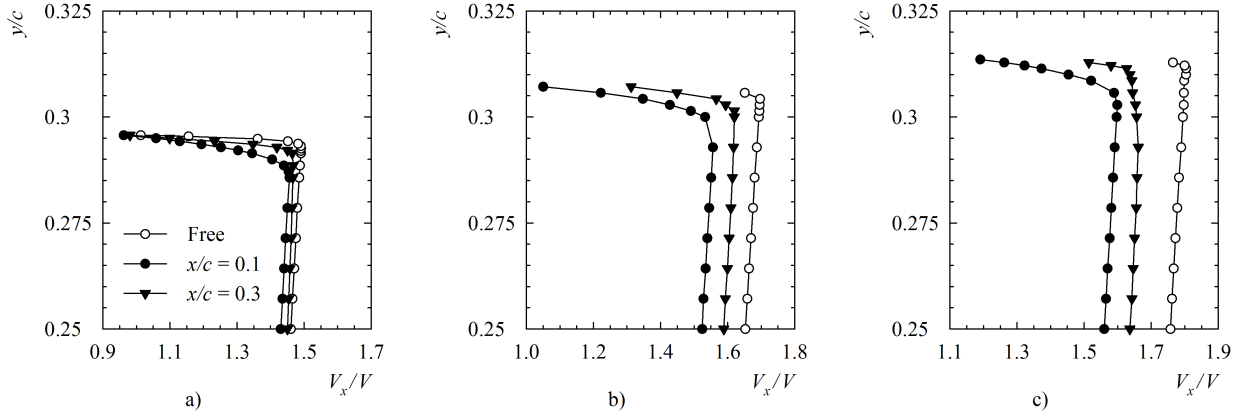 y/c
0.325
0.3
0.275
0.25
Free
x/c = 0.1
x/c = 0.3
0.9 1.1 1.3 1.5 1.7
Vx/V
a)
y/c
0.325
0.3
0.275
0.25
1.0 1.2 1.4 1.6 1.8
Vx/V
b)
y/c
0.325
0.3
0.275
0.25
1.1 1.3 1.5 1.7 1.9
Vx/V
c)